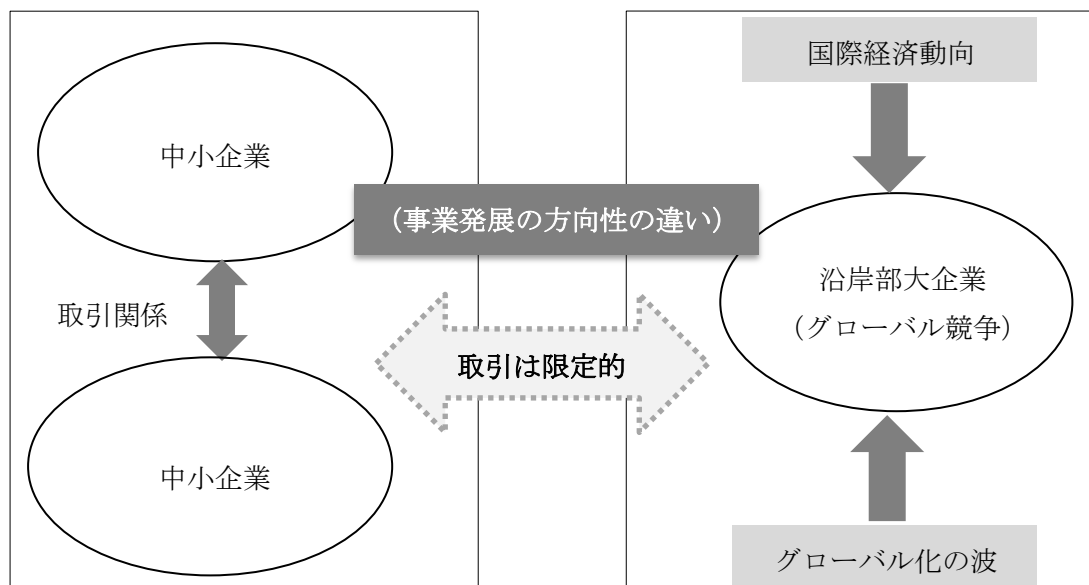 国際経済動向
中小企業
（事業発展の方向性の違い）
沿岸部大企業
（グローバル競争）
取引関係
取引は限定的
中小企業
グローバル化の波